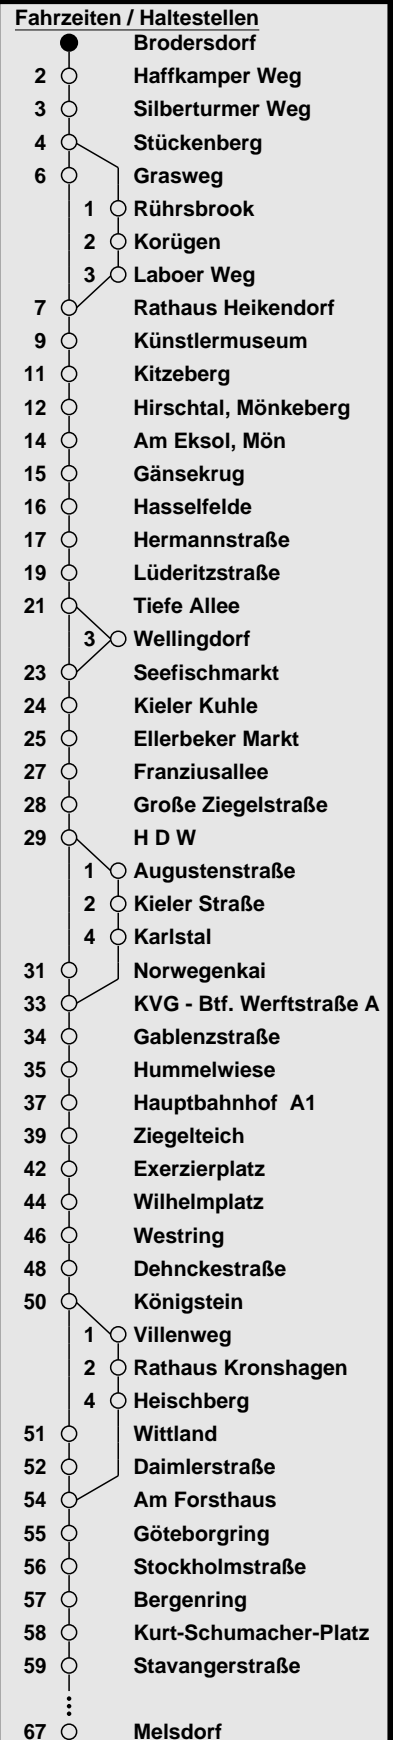 Fahrzeiten / Haltestellen
Brodersdorf
2 Haffkamper Weg
3 Silberturmer Weg
4 Stückenberg
6 Grasweg
1 Rührsbrook
2 Korügen
3 Laboer Weg
7 Rathaus Heikendorf
9 Künstlermuseum
11 Kitzeberg
12 Hirschtal, Mönkeberg
14 Am Eksol, Mön
15 Gänsekrug
16 Hasselfelde
17 Hermannstraße
19 Lüderitzstraße
21 Tiefe Allee
3 Wellingdorf
23 Seefischmarkt
24 Kieler Kuhle
25 Ellerbeker Markt
27 Franziusallee
28 Große Ziegelstraße
29 H D W
1 Augustenstraße
2 Kieler Straße
4 Karlstal
31 Norwegenkai
33 KVG - Btf. Werftstraße A
34 Gablenzstraße
35 Hummelwiese
37 Hauptbahnhof A1
39 Ziegelteich
42 Exerzierplatz
44 Wilhelmplatz
46 Westring
48 Dehnckestraße
50 Königstein
1 Villenweg
2 Rathaus Kronshagen
4 Heischberg
51 Wittland
52 Daimlerstraße
54 Am Forsthaus
55 Göteborgring
56 Stockholmstraße
57 Bergenring
58 Kurt-Schumacher-Platz
59 Stavangerstraße
67 Melsdorf